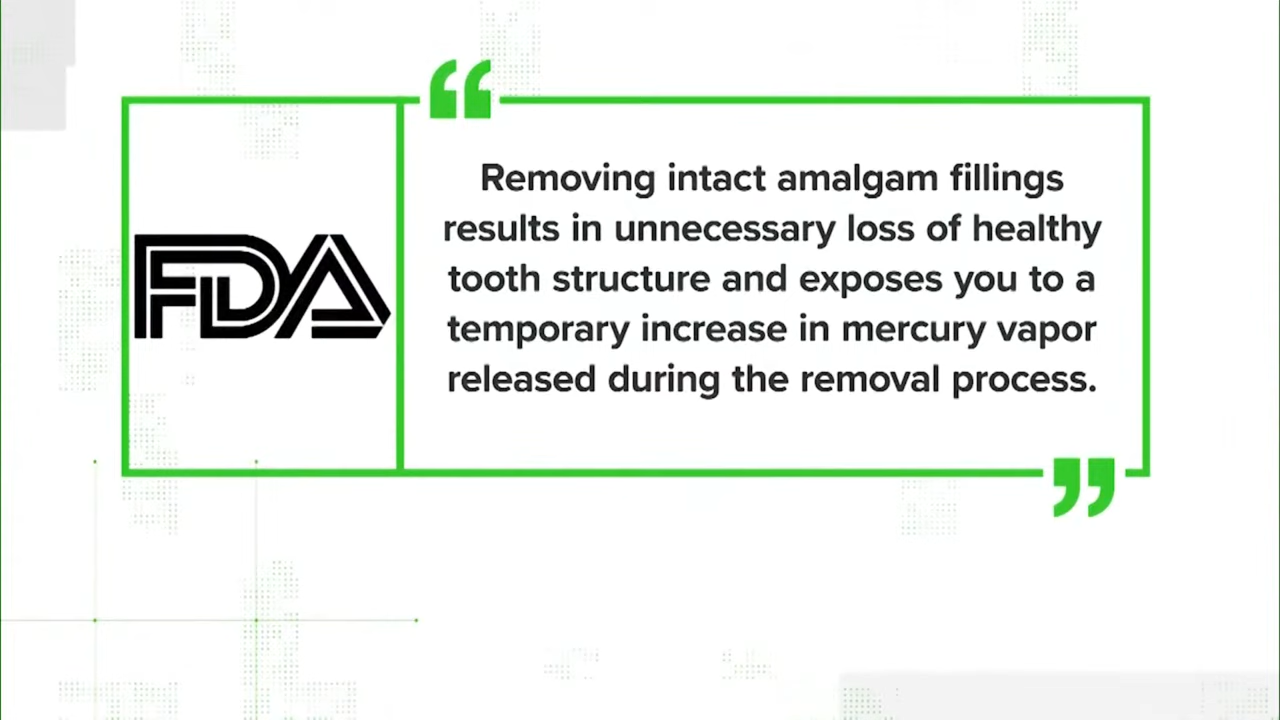 FDA
Removing intact amalgam fillings
results in unnecessary loss of healthy
tooth structure and exposes you to a
temporary increase in mercury vapor
released during the removal process.